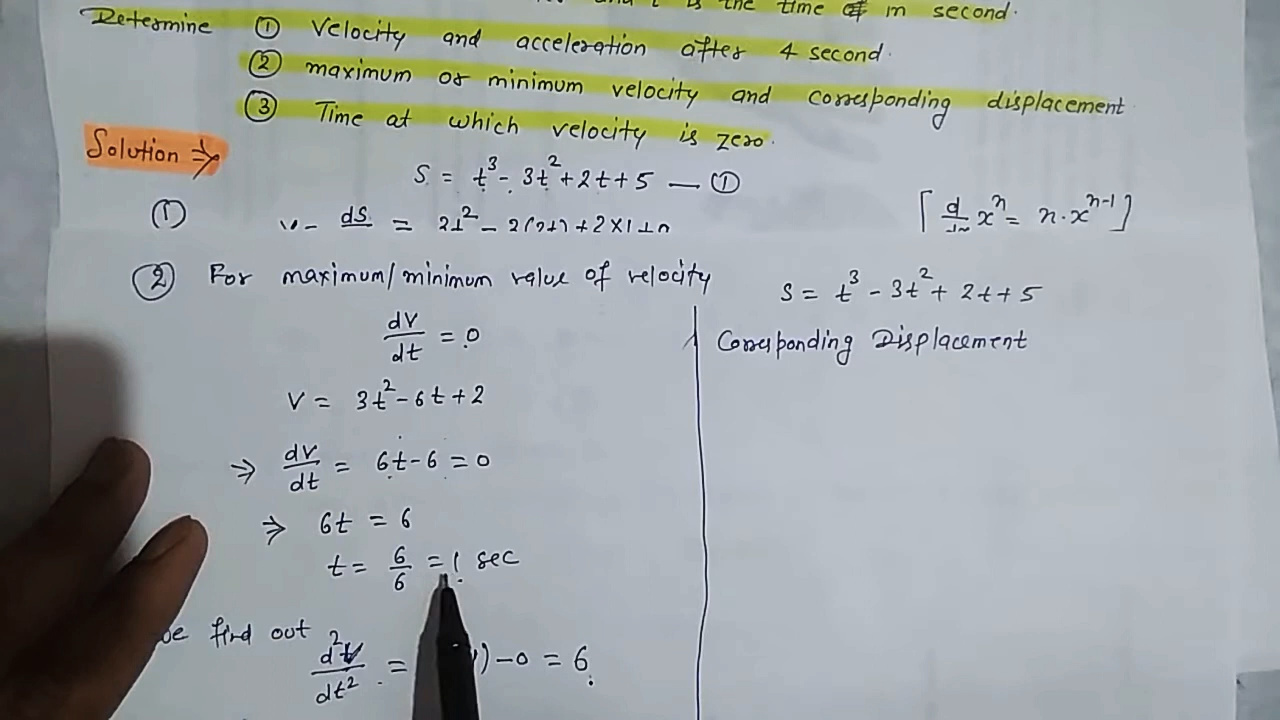 is the time of in second.
Determine ① Velocity and acceleration after 4 second.
② maximum or minimum velocity and corresponding displacement
③ Time at which velocity is zero.
Solution ⇒
S = t³ - 3t² + 2t + 5 — ①
①
dS =
[d xⁿ = n·xⁿ⁻¹]
② For maximum/minimum value of velocity
dv/dt = 0
V = 3t² - 6t + 2
⇒ dv/dt = 6t - 6 = 0
⇒ 6t = 6
t = 6/6 = 1 sec
find out
d²v/dt² = ) - 0 = 6
S = t³ - 3t² + 2t + 5
Corresponding Displacement